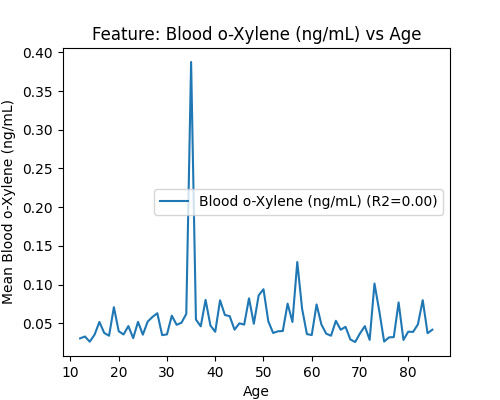 Feature: Blood o-Xylene (ng/mL) vs Age
Mean Blood o-Xylene (ng/mL)
0.40
0.35
0.30
0.25
0.20
0.15
0.10
0.05
Blood o-Xylene (ng/mL) (R2=0.00)
10 20 30 40 50 60 70 80
Age